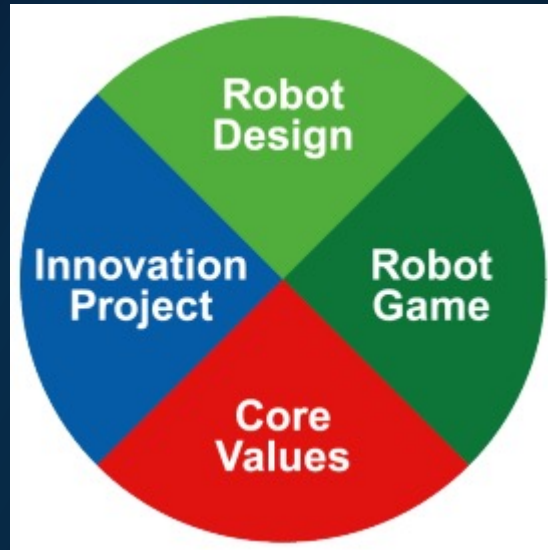 Robot
Design
Innovation
Project
Robot
Game
Core
Values